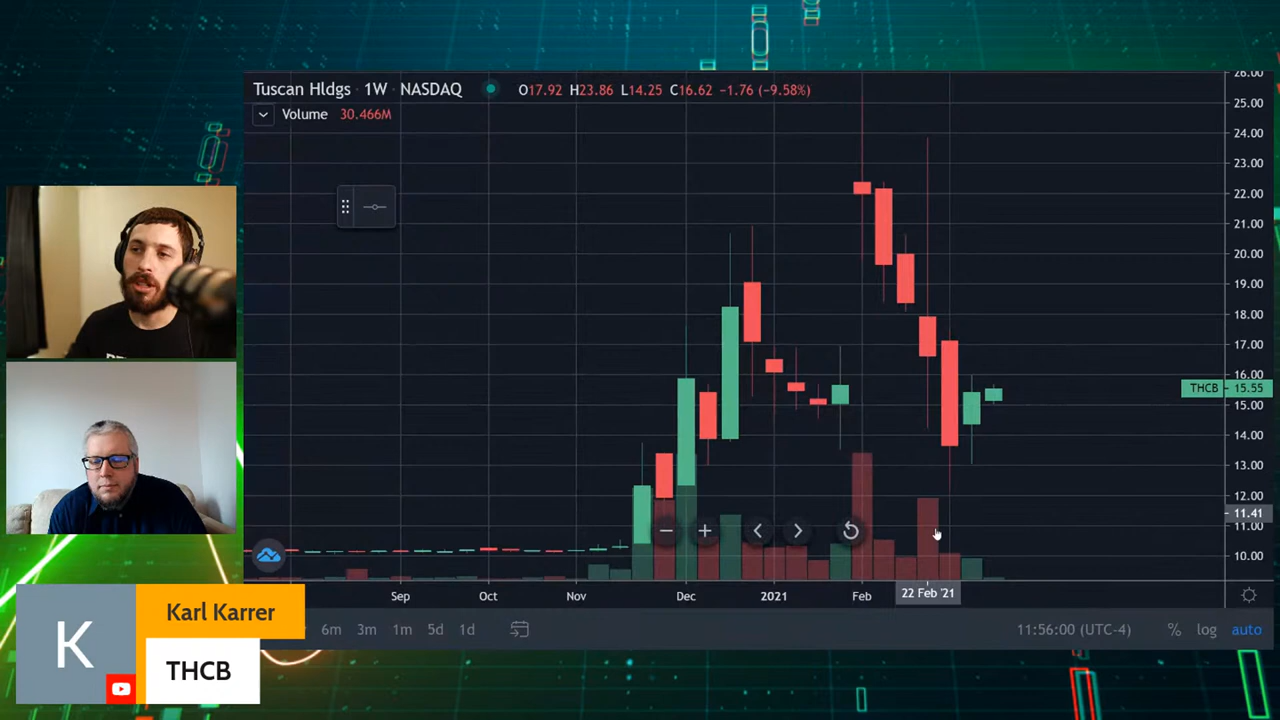 Tuscan Hldgs · 1W · NASDAQ O17.92 H23.86 L14.25 C16.62 −1.76 (−9.58%)
Volume 30.466M
26.00
25.00
24.00
23.00
22.00
21.00
20.00
19.00
18.00
17.00
16.00
THCB 15.55
15.00
14.00
13.00
12.00
11.41
11.00
10.00
Sep Oct Nov Dec 2021 Feb 22 Feb '21
6m 3m 1m 5d 1d 11:56:00 (UTC-4) % log auto
Karl Karrer
K
THCB